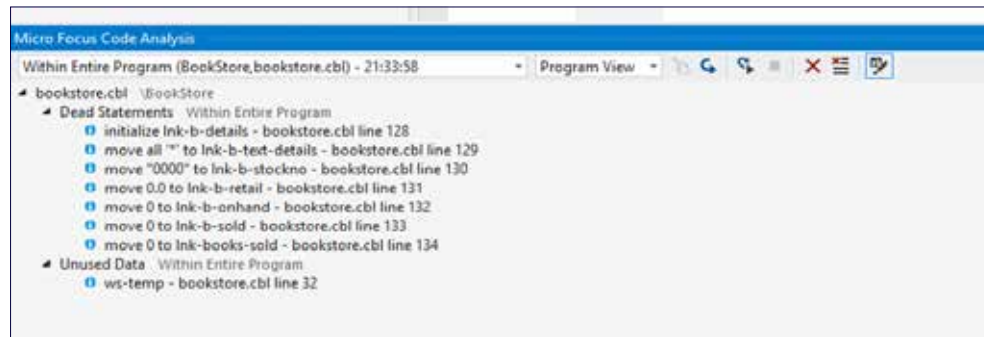 Micro Focus Code Analysis
Within Entire Program (BookStore,bookstore.cbl) - 21:33:58 Program View
bookstore.cbl \BookStore
Dead Statements Within Entire Program
initialize lnk-b-details - bookstore.cbl line 128
move all "*" to lnk-b-text-details - bookstore.cbl line 129
move "0000" to lnk-b-stockno - bookstore.cbl line 130
move 0.0 to lnk-b-retail - bookstore.cbl line 131
move 0 to lnk-b-onhand - bookstore.cbl line 132
move 0 to lnk-b-sold - bookstore.cbl line 133
move 0 to lnk-books-sold - bookstore.cbl line 134
Unused Data Within Entire Program
ws-temp - bookstore.cbl line 32